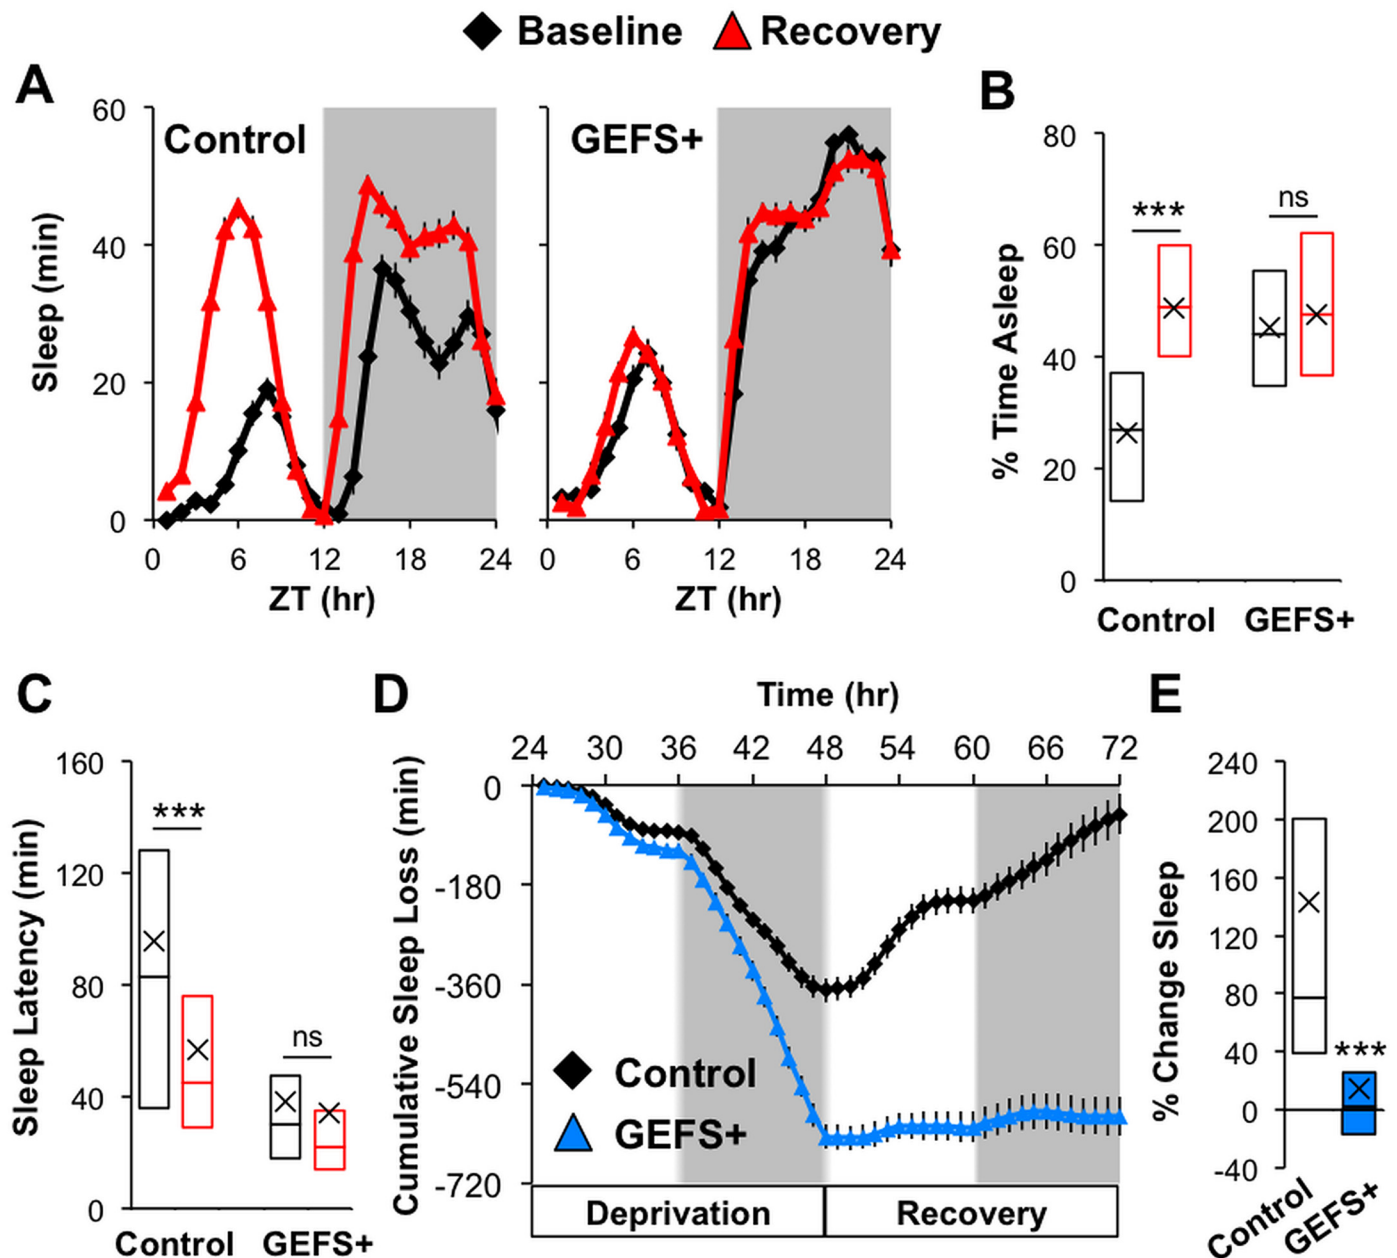 Baseline Recovery
A
Control
GEFS+
Sleep (min)
60
40
20
0
0 6 12 18 24
ZT (hr)
0 6 12 18 24
ZT (hr)
B
% Time Asleep
80
60
40
20
0
***
ns
Control GEFS+
C
Sleep Latency (min)
160
120
80
40
0
***
ns
Control GEFS+
D
Time (hr)
24 30 36 42 48 54 60 66 72
Cumulative Sleep Loss (min)
0
-180
-360
-540
-720
Control
GEFS+
Deprivation Recovery
E
% Change Sleep
240
200
160
120
80
40
0
-40
***
Control
GEFS+